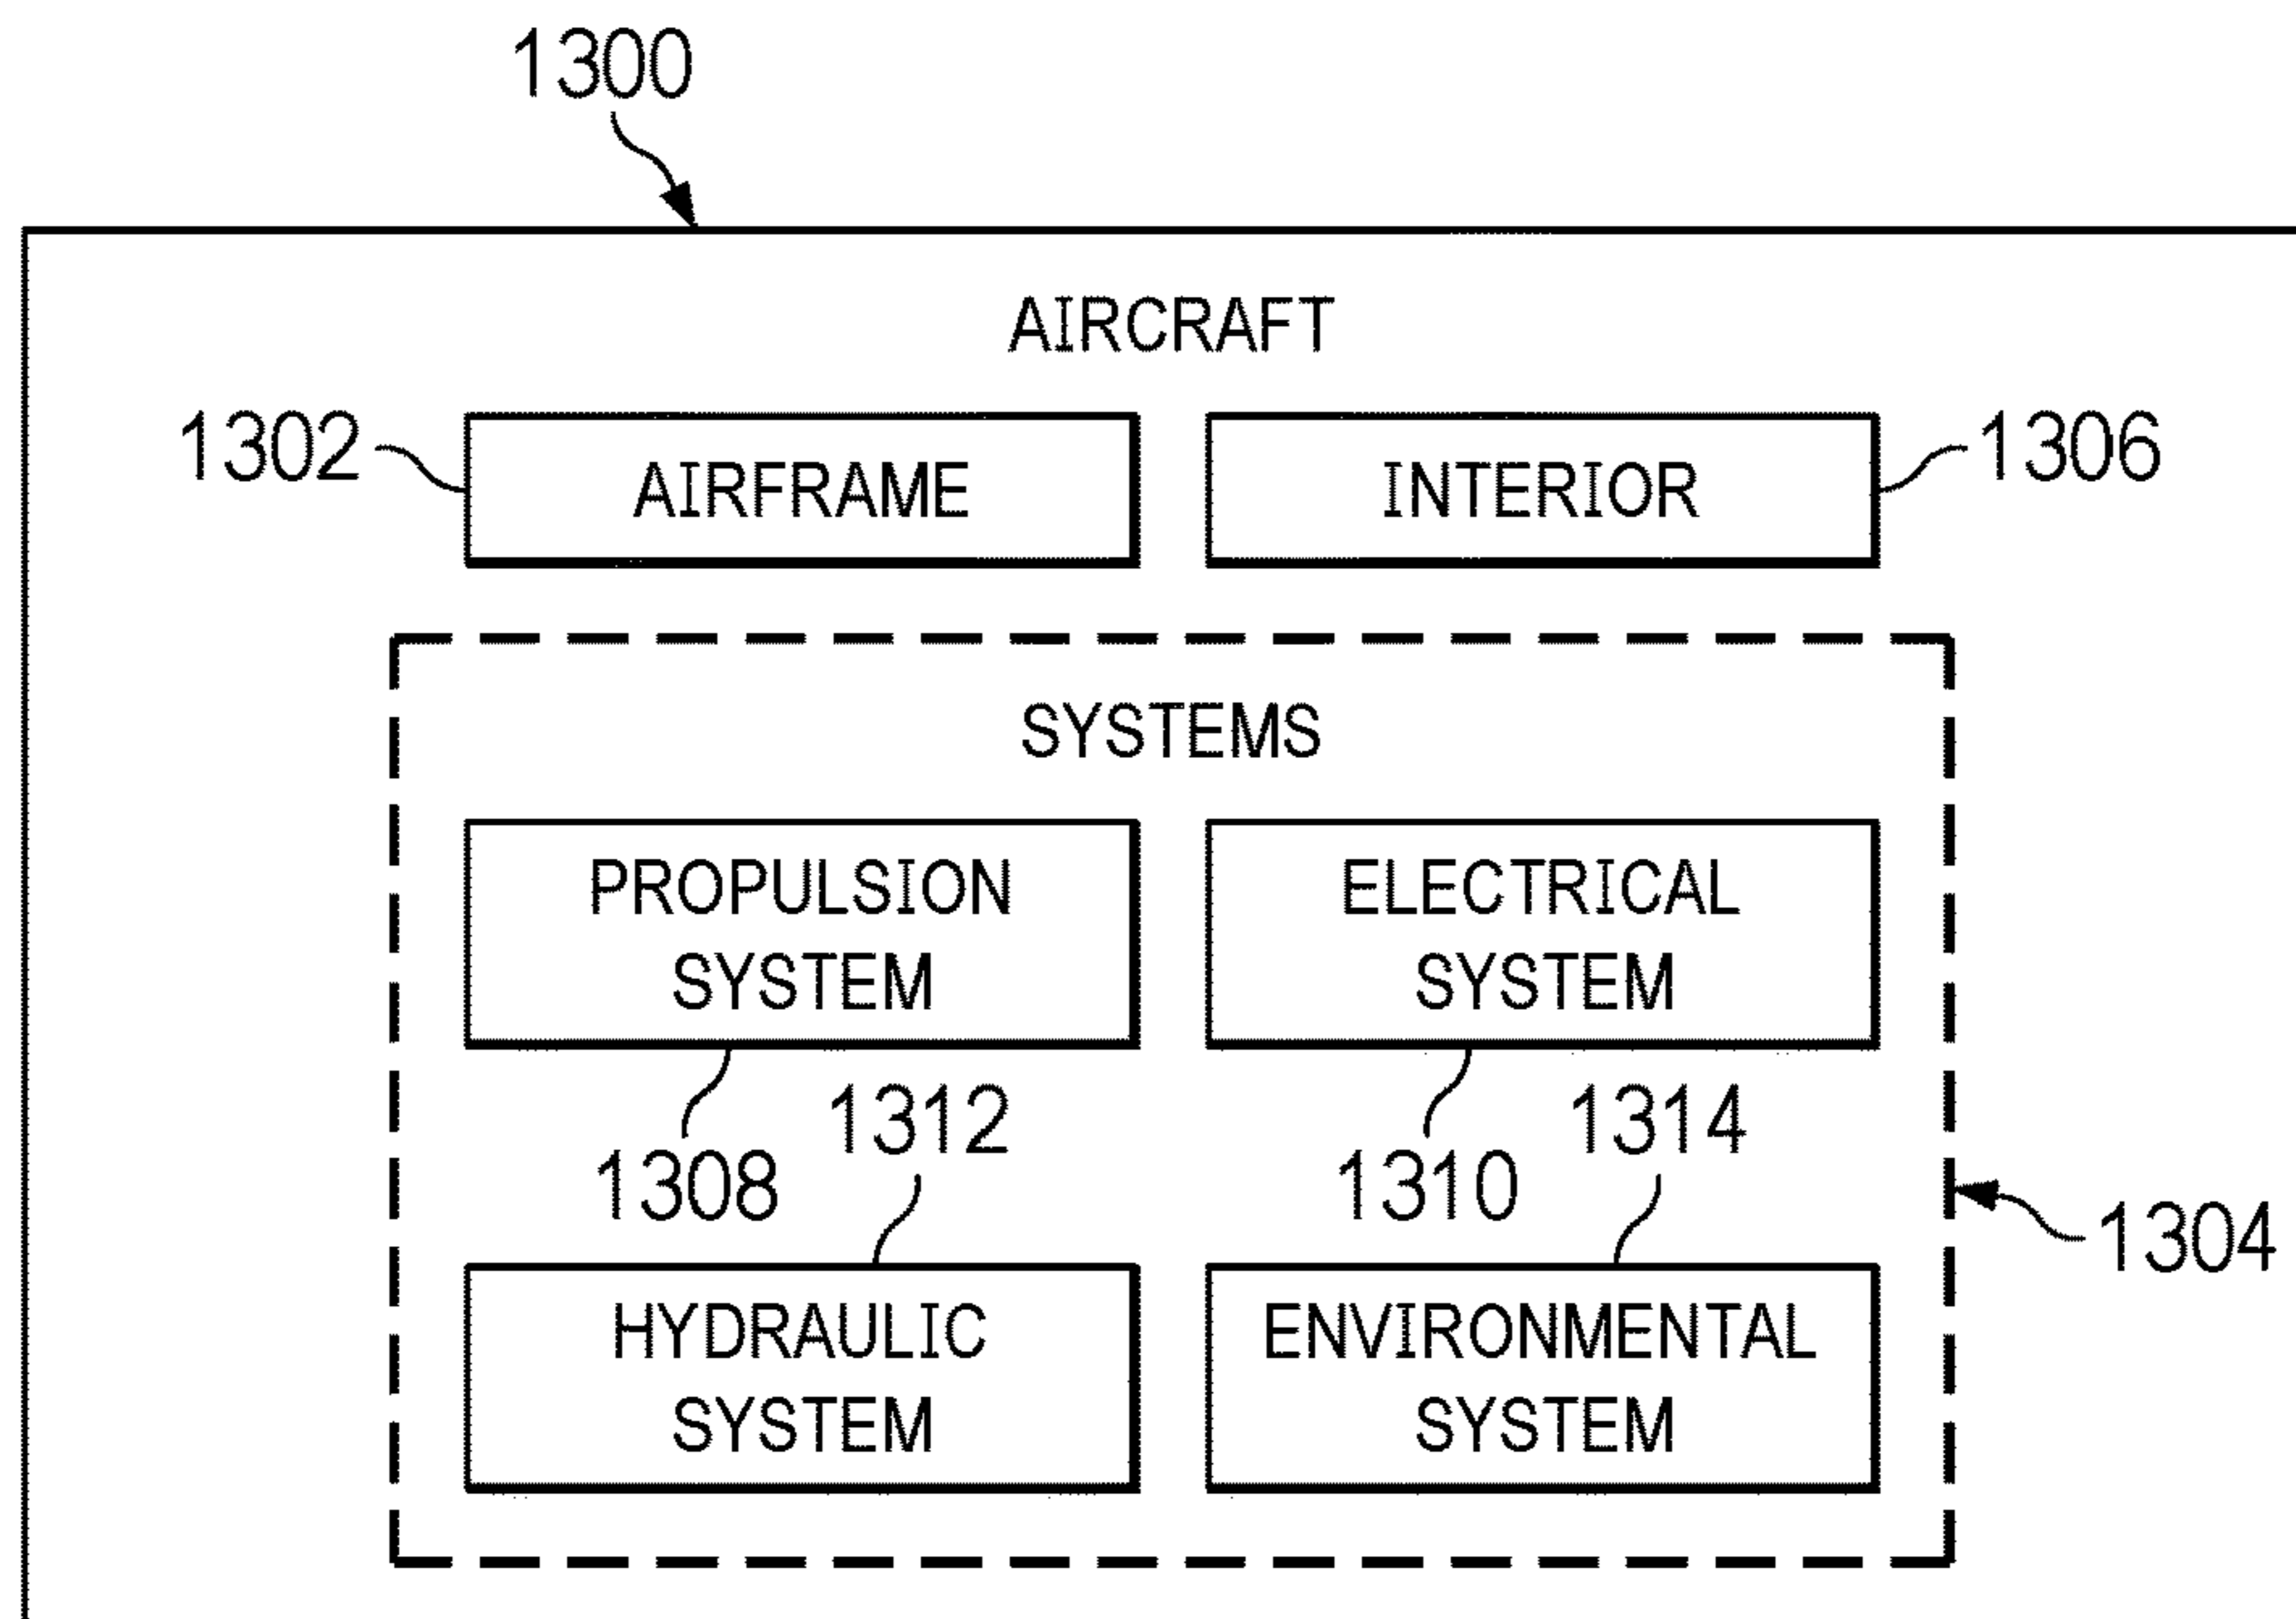 1300
AIRCRAFT
1302
AIRFRAME
INTERIOR
1306
SYSTEMS
PROPULSION
SYSTEM
ELECTRICAL
SYSTEM
1308
1312
1310
1314
1304
HYDRAULIC
SYSTEM
ENVIRONMENTAL
SYSTEM